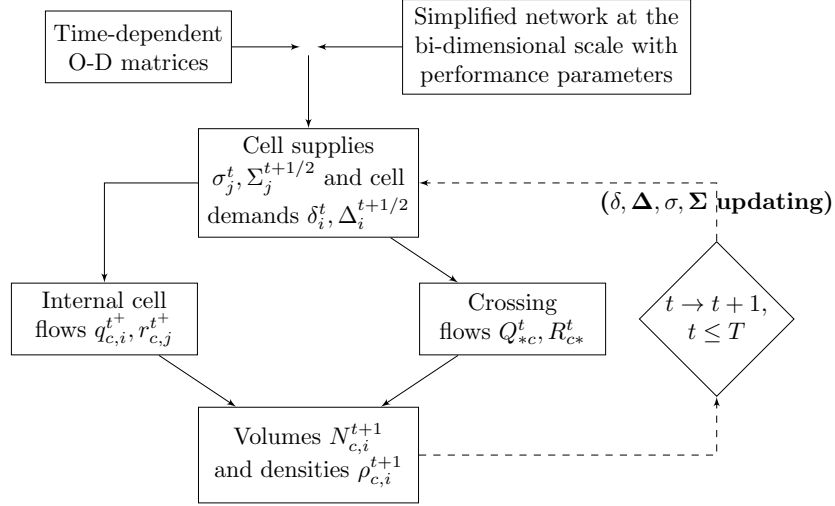 Time-dependent
O-D matrices
Simplified network at the
bi-dimensional scale with
performance parameters
Cell supplies
σ_j^t, Σ_j^{t+1/2} and cell
demands δ_i^t, Δ_i^{t+1/2}
(δ, Δ, σ, Σ updating)
Internal cell
flows q_{c,i}^{t^+}, r_{c,j}^{t^+}
Crossing
flows Q_{*c}^t, R_{c*}^t
t → t + 1,
t ≤ T
Volumes N_{c,i}^{t+1}
and densities ρ_{c,i}^{t+1}